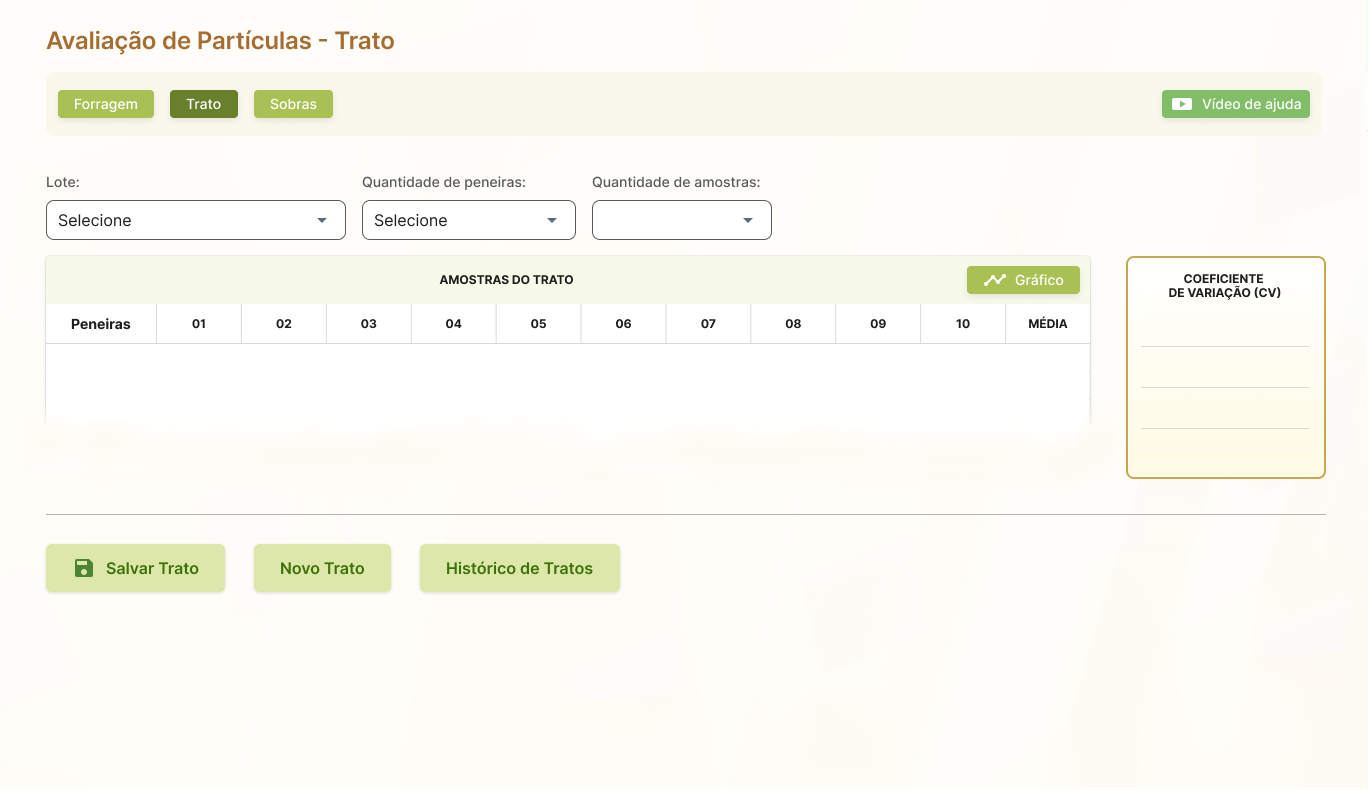 Avaliação de Partículas - Trato
Forragem Trato Sobras Vídeo de ajuda
Lote: Quantidade de peneiras: Quantidade de amostras:
Selecione Selecione
AMOSTRAS DO TRATO Gráfico
Peneiras 01 02 03 04 05 06 07 08 09 10 MÉDIA
COEFICIENTE
DE VARIAÇÃO (CV)
Salvar Trato Novo Trato Histórico de Tratos